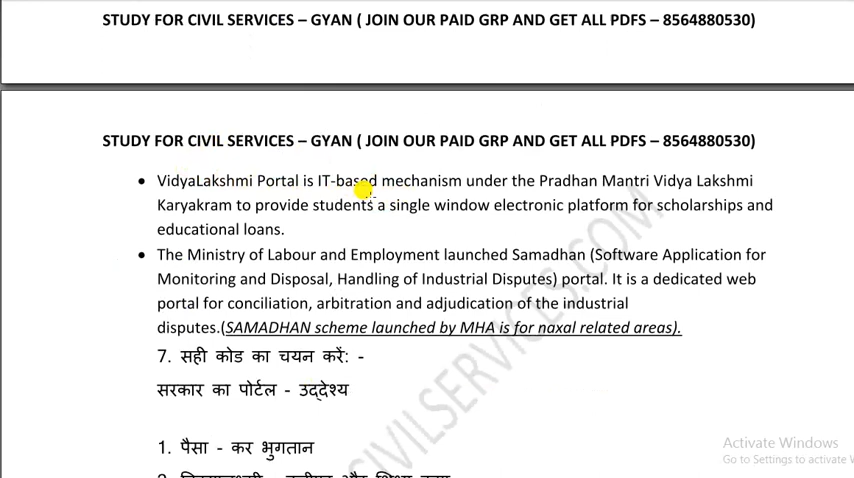 STUDY FOR CIVIL SERVICES – GYAN ( JOIN OUR PAID GRP AND GET ALL PDFS – 8564880530)
STUDY FOR CIVIL SERVICES – GYAN ( JOIN OUR PAID GRP AND GET ALL PDFS – 8564880530)
• VidyaLakshmi Portal is IT-based mechanism under the Pradhan Mantri Vidya Lakshmi
Karyakram to provide students a single window electronic platform for scholarships and
educational loans.
• The Ministry of Labour and Employment launched Samadhan (Software Application for
Monitoring and Disposal, Handling of Industrial Disputes) portal. It is a dedicated web
portal for conciliation, arbitration and adjudication of the industrial
disputes.(SAMADHAN scheme launched by MHA is for naxal related areas).
7. सही कोड का चयन करें: -
सरकार का पोर्टल - उद्देश्य
1. पैसा - कर भुगतान
CIVILSERVICES.COM
Activate Windows
Go to Settings to activate